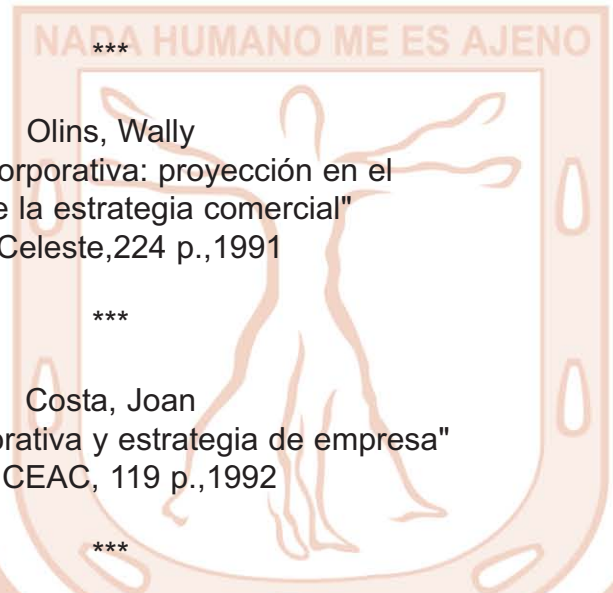 NADA HUMANO ME ES AJENO
***
Olins, Wally
orporativa: proyección en el
e la estrategia comercial"
Celeste,224 p.,1991
***
Costa, Joan
orativa y estrategia de empresa"
CEAC, 119 p.,1992
***